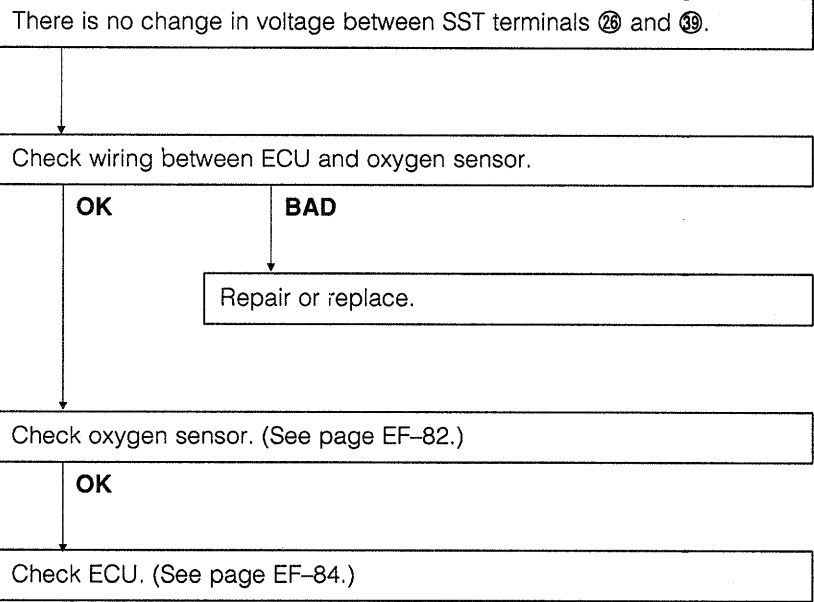 There is no change in voltage between SST terminals ㉖ and ㊴.
Check wiring between ECU and oxygen sensor.
OK
BAD
Repair or replace.
Check oxygen sensor. (See page EF–82.)
OK
Check ECU. (See page EF–84.)